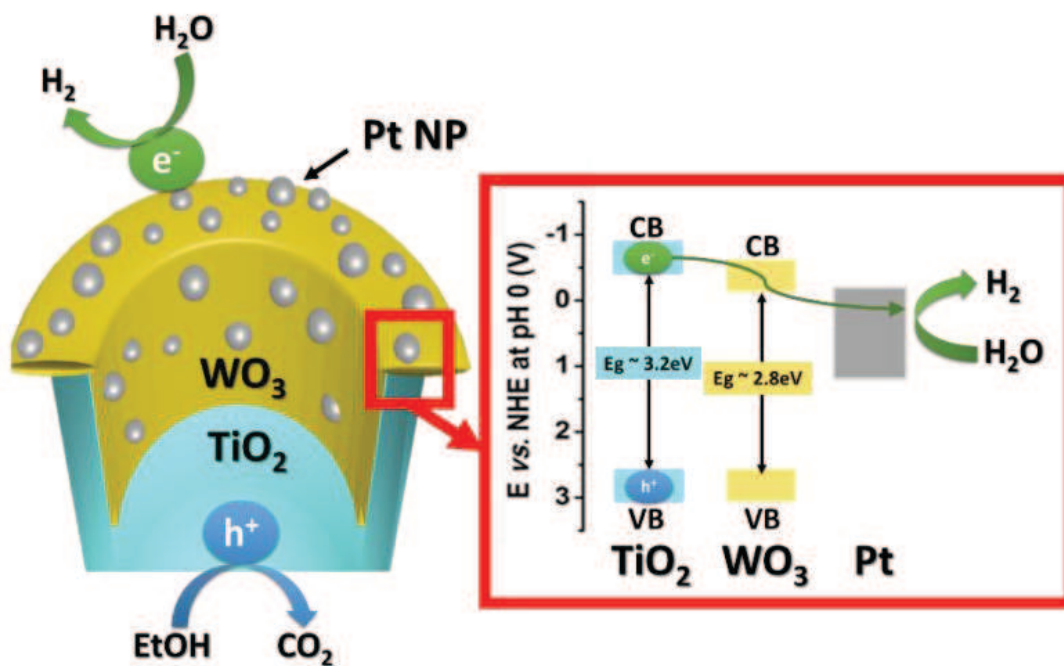 H₂O
H₂
e⁻
Pt NP
WO₃
TiO₂
h⁺
EtOH
CO₂
E vs. NHE at pH 0 (V)
-1
0
1
2
3
CB
CB
e⁻
Eg ~ 3.2eV
Eg ~ 2.8eV
h⁺
VB
VB
TiO₂
WO₃
Pt
H₂
H₂O